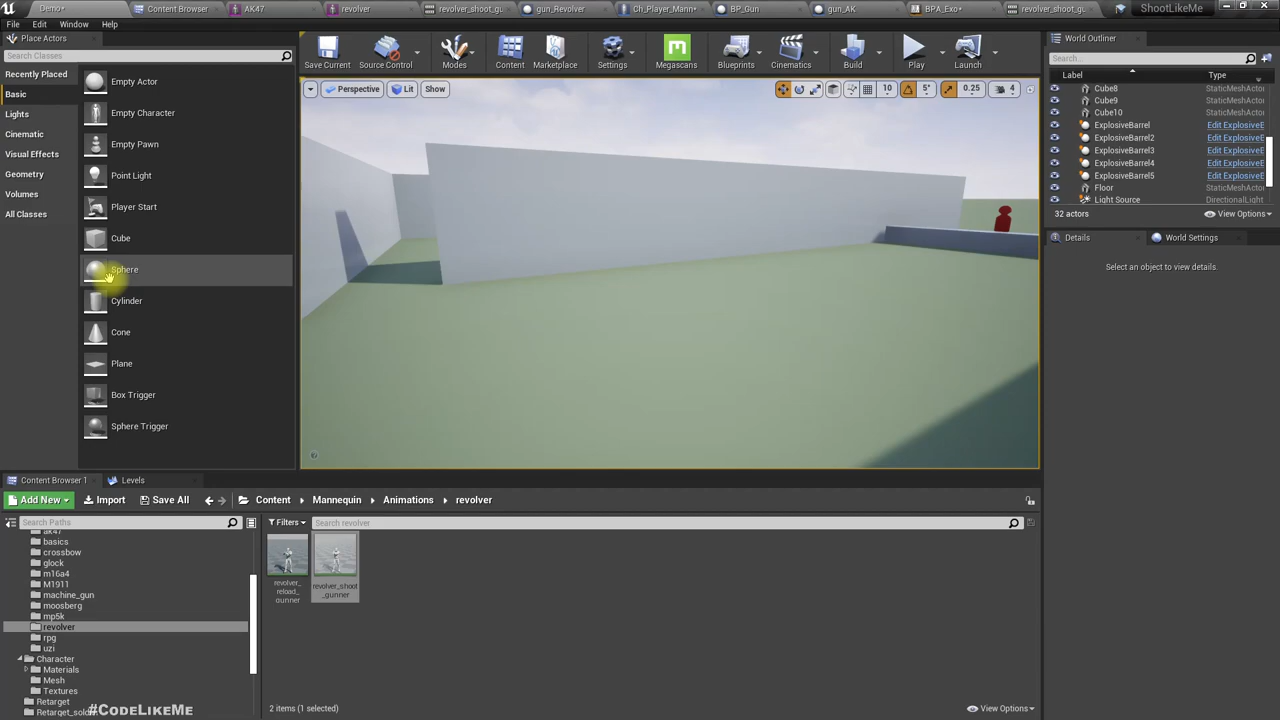 Demo*
Content Browser
AK47
revolver
revolver_shoot_gu
gun_Revolver
Ch_Player_Mann*
BP_Gun
gun_AK
BPA_Exo*
revolver_shoot_gu
ShootLikeMe
File
Edit
Window
Help
Place Actors
Search Classes
Recently Placed
Basic
Lights
Cinematic
Visual Effects
Geometry
Volumes
All Classes
Empty Actor
Empty Character
Empty Pawn
Point Light
Player Start
Cube
Sphere
Cylinder
Cone
Plane
Box Trigger
Sphere Trigger
Save Current
Source Control
Modes
Content
Marketplace
Settings
Megascans
Blueprints
Cinematics
Build
Play
Launch
Perspective
Lit
Show
10
5°
0.25
4
World Outliner
Search...
Label
Type
Cube8
StaticMeshActor
Cube9
StaticMeshActor
Cube10
StaticMeshActor
ExplosiveBarrel
Edit ExplosiveB
ExplosiveBarrel2
Edit ExplosiveB
ExplosiveBarrel3
Edit ExplosiveB
ExplosiveBarrel4
Edit ExplosiveB
ExplosiveBarrel5
Edit ExplosiveB
Floor
StaticMeshActor
Light Source
DirectionalLight
32 actors
View Options
Details
World Settings
Select an object to view details.
Content Browser 1
Levels
Add New
Import
Save All
Content
Mannequin
Animations
revolver
Search Paths
Filters
Search revolver
ak47
basics
crossbow
glock
m16a4
M1911
machine_gun
moosberg
mp5k
revolver
rpg
uzi
Character
Materials
Mesh
Textures
Retarget
Retarget_soldi
revolver_
reload_
gunner
revolver_shoot
_gunner
2 items (1 selected)
View Options
#CodeLikeMe